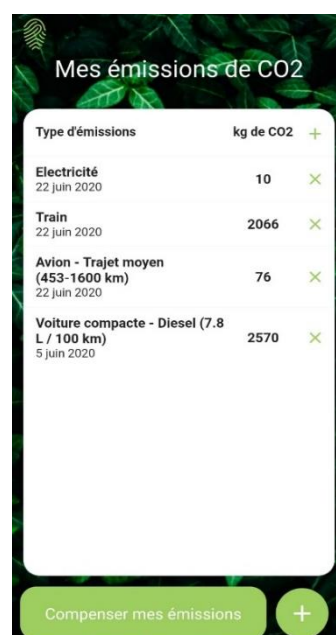 Mes émissions de CO2
Type d'émissions kg de CO2 +
Electricité
22 juin 2020
10
Train
22 juin 2020
2066
Avion - Trajet moyen
(453-1600 km)
22 juin 2020
76
Voiture compacte - Diesel (7.8
L / 100 km)
5 juin 2020
2570
Compenser mes émissions +